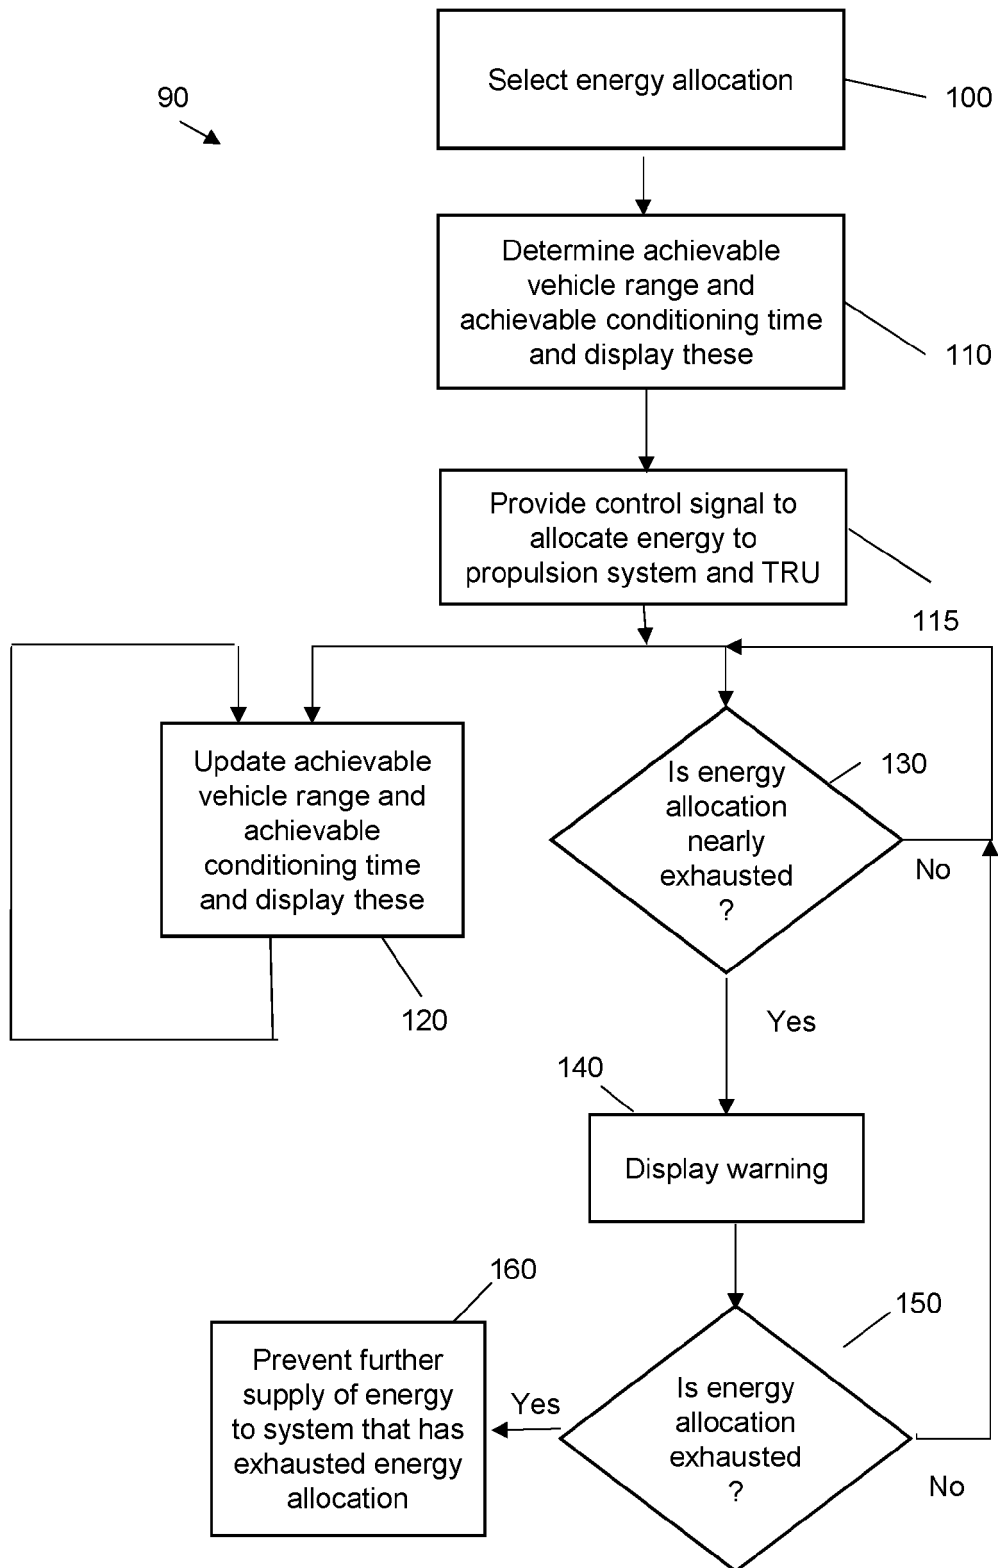 Select energy allocation
90
100
Determine achievable
vehicle range and
achievable conditioning time
and display these
110
Provide control signal to
allocate energy to
propulsion system and TRU
115
Update achievable
vehicle range and
achievable
conditioning time
and display these
120
Is energy
allocation
nearly
exhausted
?
130
No
Yes
140
Display warning
160
150
Prevent further
supply of energy
to system that has
exhausted energy
allocation
Yes
Is energy
allocation
exhausted
?
No